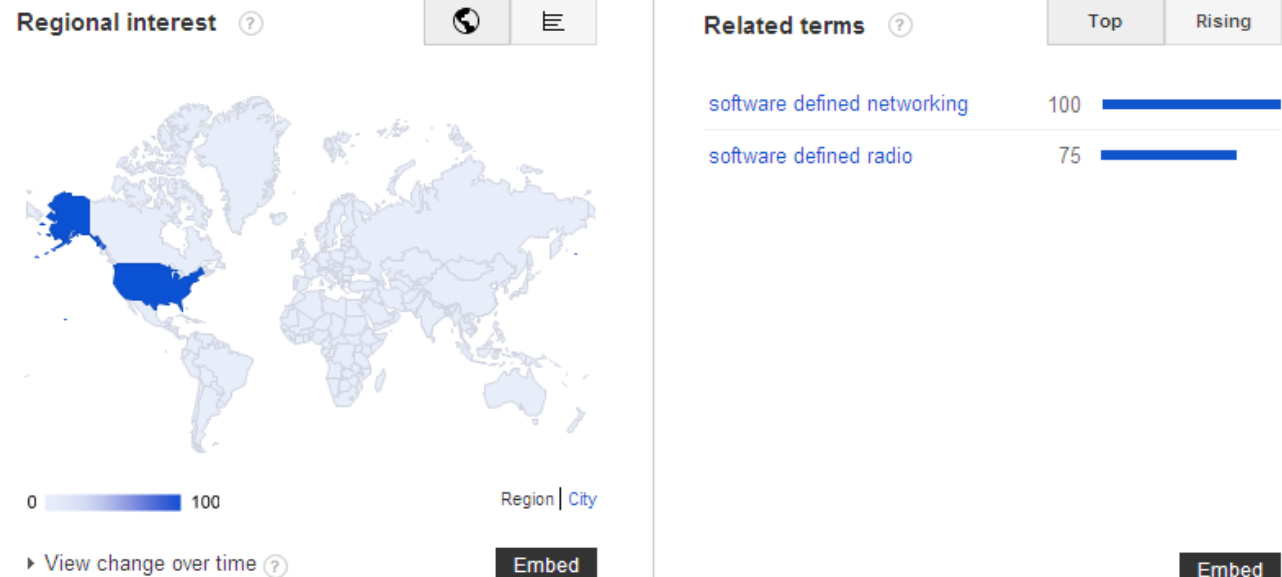 Regional interest ?
0 100
Region | City
View change over time ?
Embed
Related terms ?
Top Rising
software defined networking 100
software defined radio 75
Embed